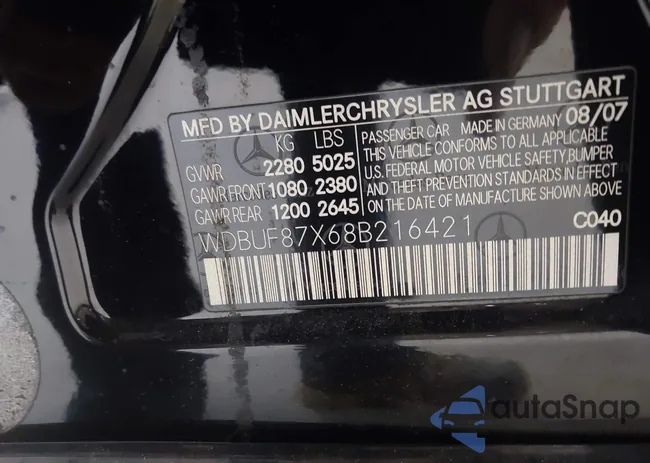 MFD BY DAIMLERCHRYSLER AG STUTTGART
KG LBS
GVWR 2280 5025
GAWR FRONT 1080 2380
GAWR REAR 1200 2645
PASSENGER CAR MADE IN GERMANY 08/07
THIS VEHICLE CONFORMS TO ALL APPLICABLE
U.S. FEDERAL MOTOR VEHICLE SAFETY, BUMPER
AND THEFT PREVENTION STANDARDS IN EFFECT
ON THE DATE OF MANUFACTURE SHOWN ABOVE
WDBUF87X68B216421 C040
autaSnap